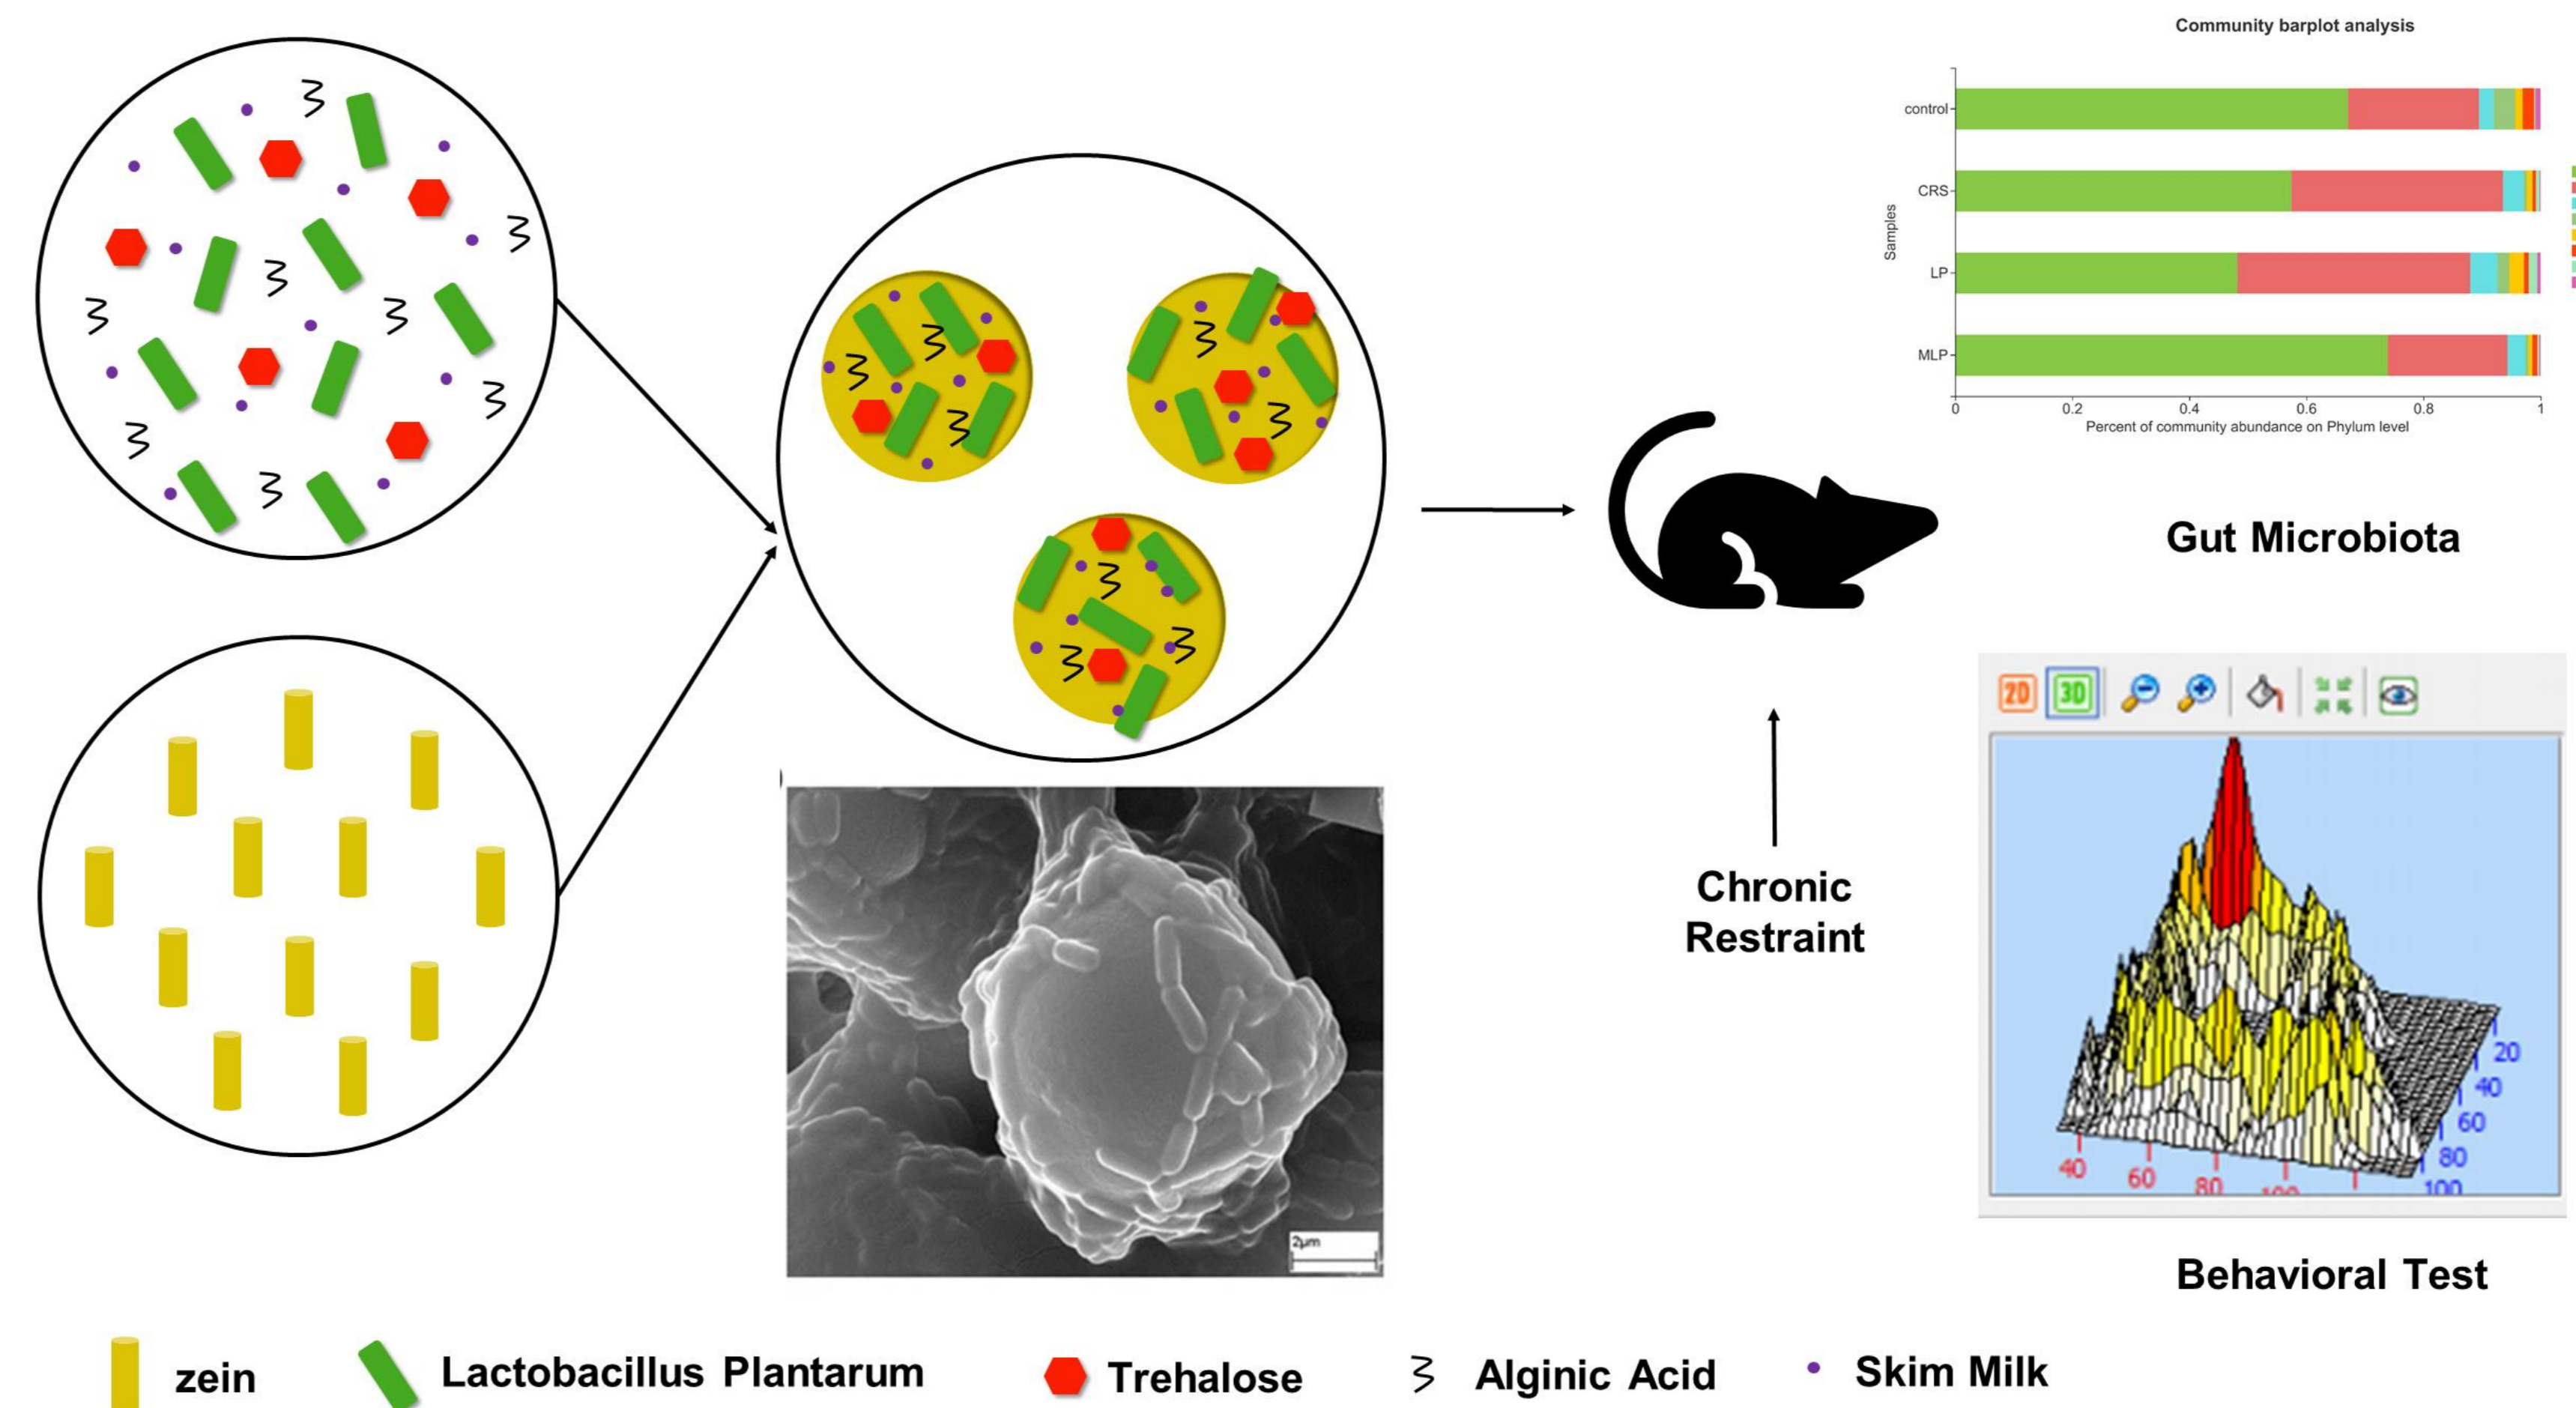 Community barplot analysis
control
CRS
Samples
LP
MLP
0 0.2 0.4 0.6 0.8 1
Percent of community abundance on Phylum level
Gut Microbiota
2D 3D
20
40
60
80
100
40
60
80
100
Chronic
Restraint
2μm
Behavioral Test
zein
Lactobacillus Plantarum
Trehalose
Alginic Acid
Skim Milk